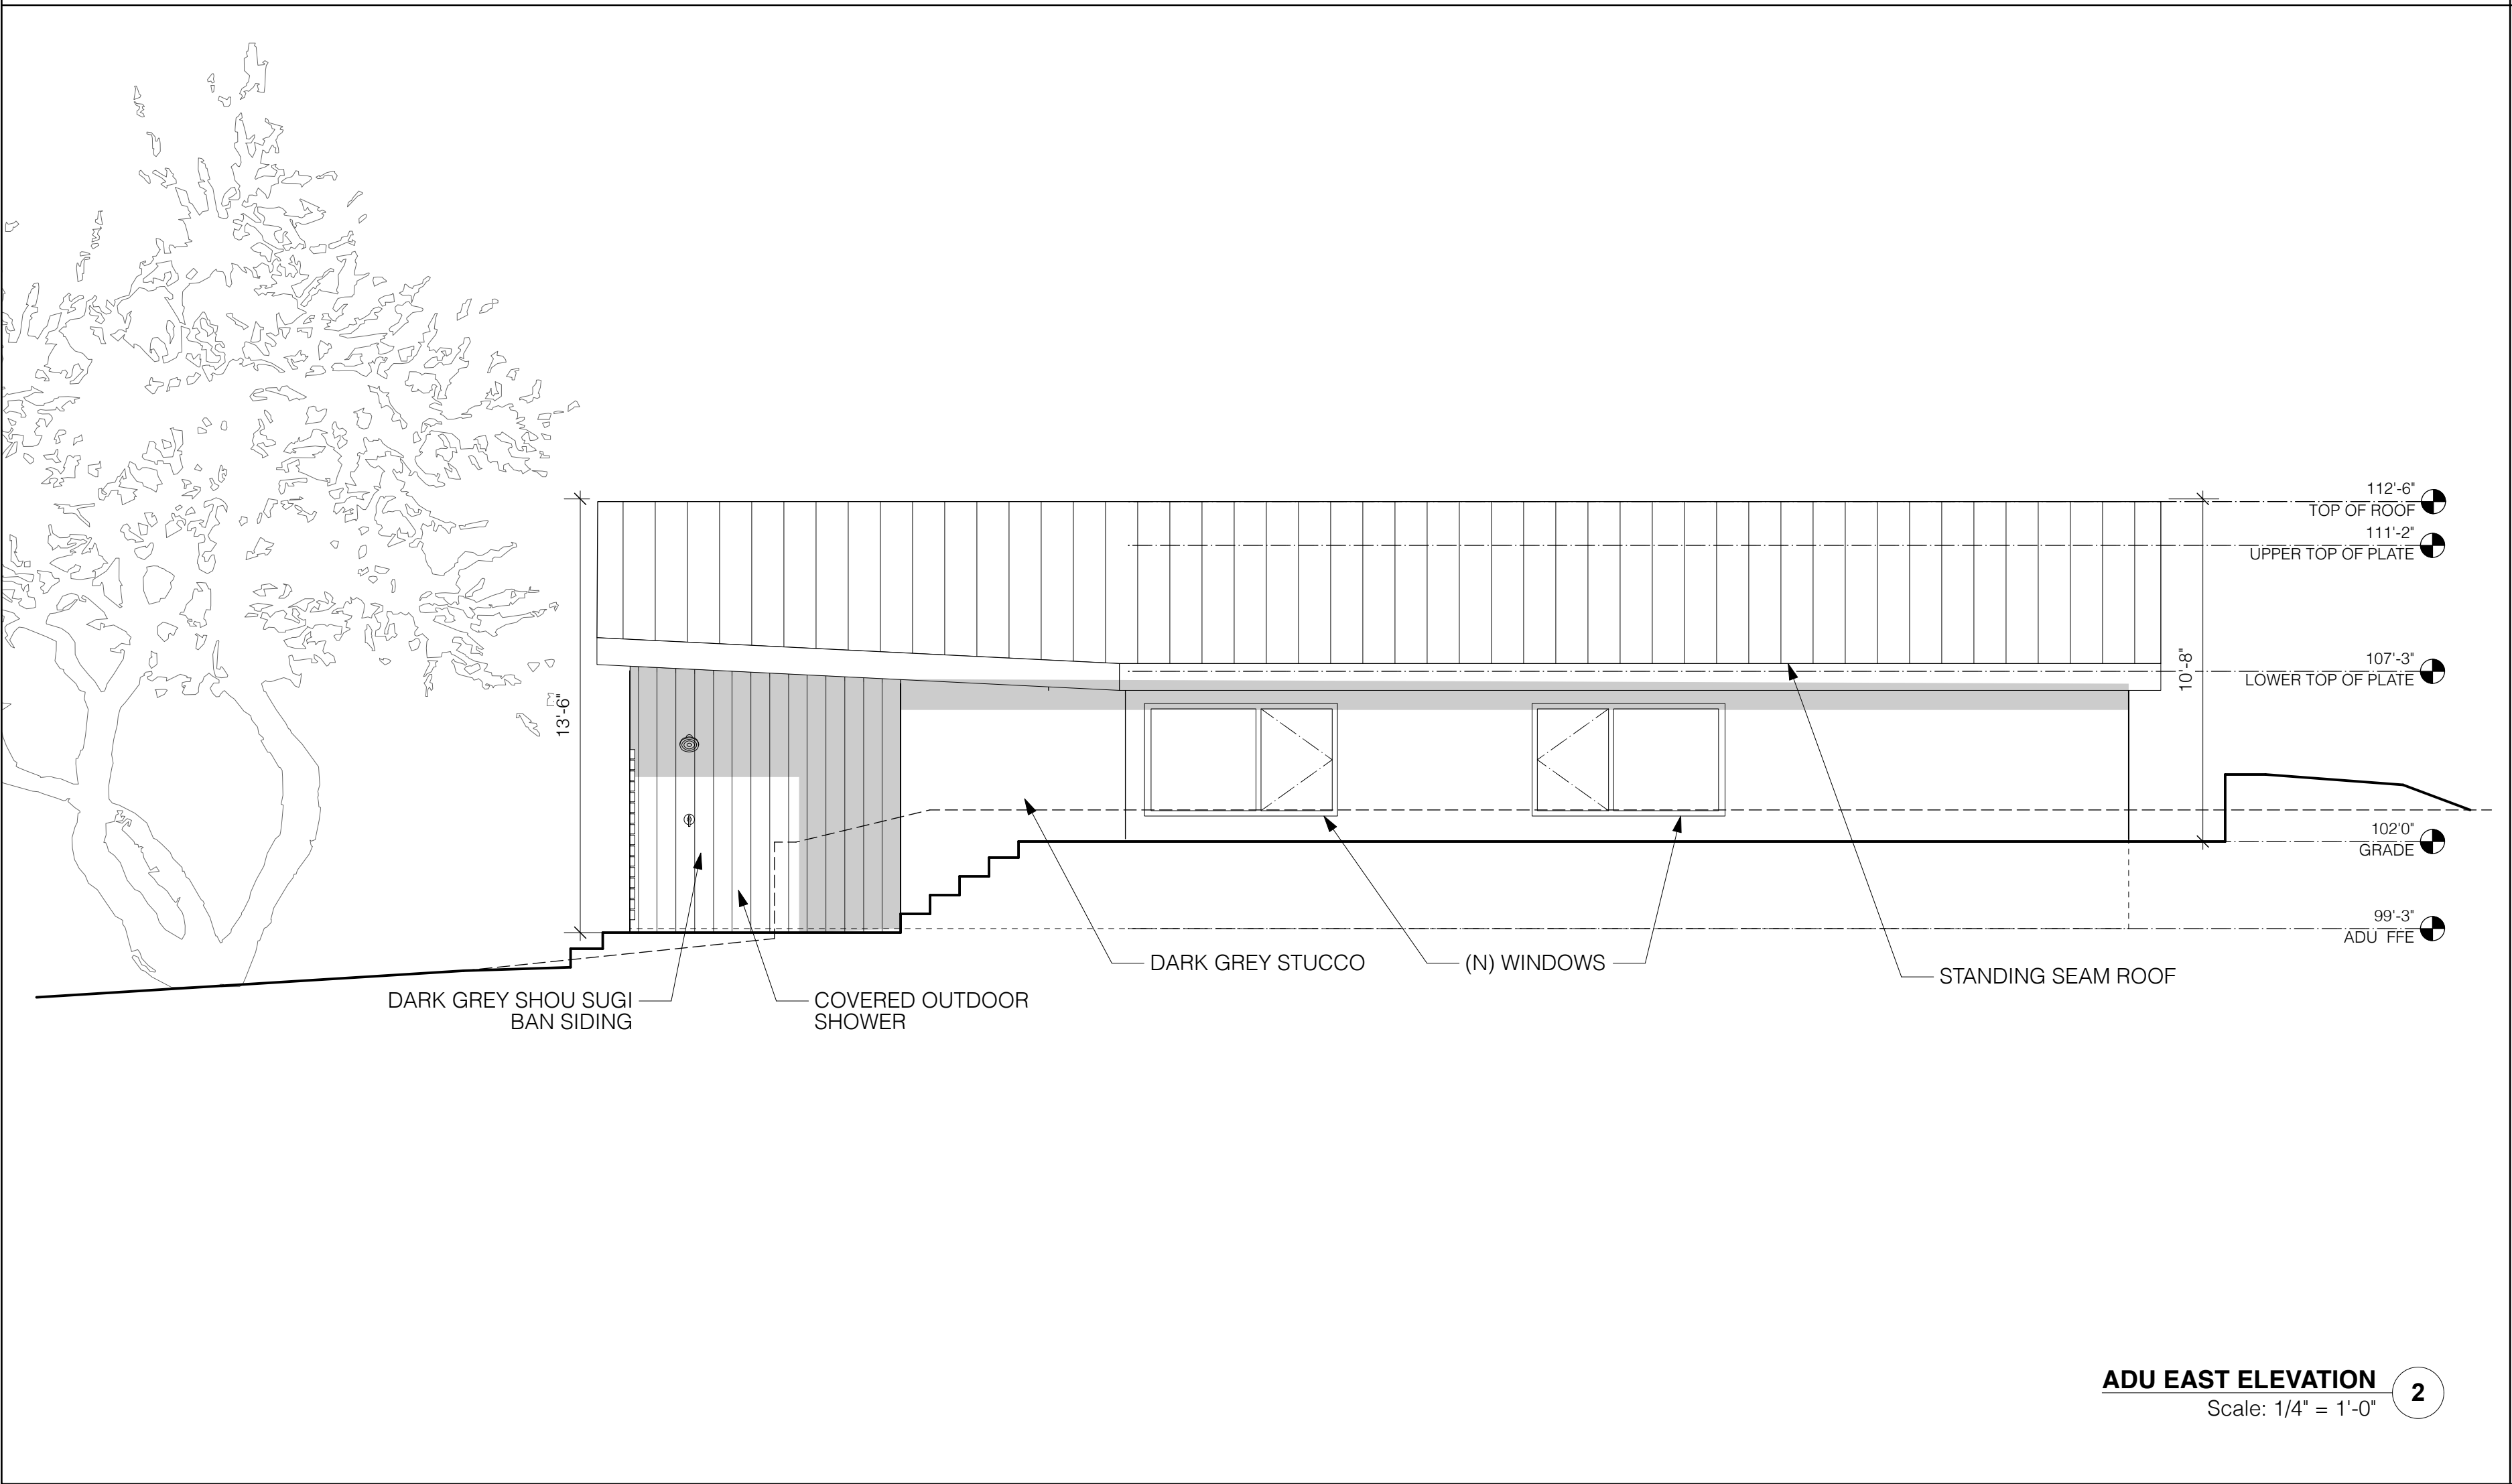 112'-6"
TOP OF ROOF
111'-2"
UPPER TOP OF PLATE
107'-3"
LOWER TOP OF PLATE
10'-8"
13'-6"
102'0"
GRADE
99'-3"
ADU FFE
DARK GREY STUCCO
(N) WINDOWS
STANDING SEAM ROOF
DARK GREY SHOU SUGI
BAN SIDING
COVERED OUTDOOR
SHOWER
ADU EAST ELEVATION
2
Scale: 1/4" = 1'-0"